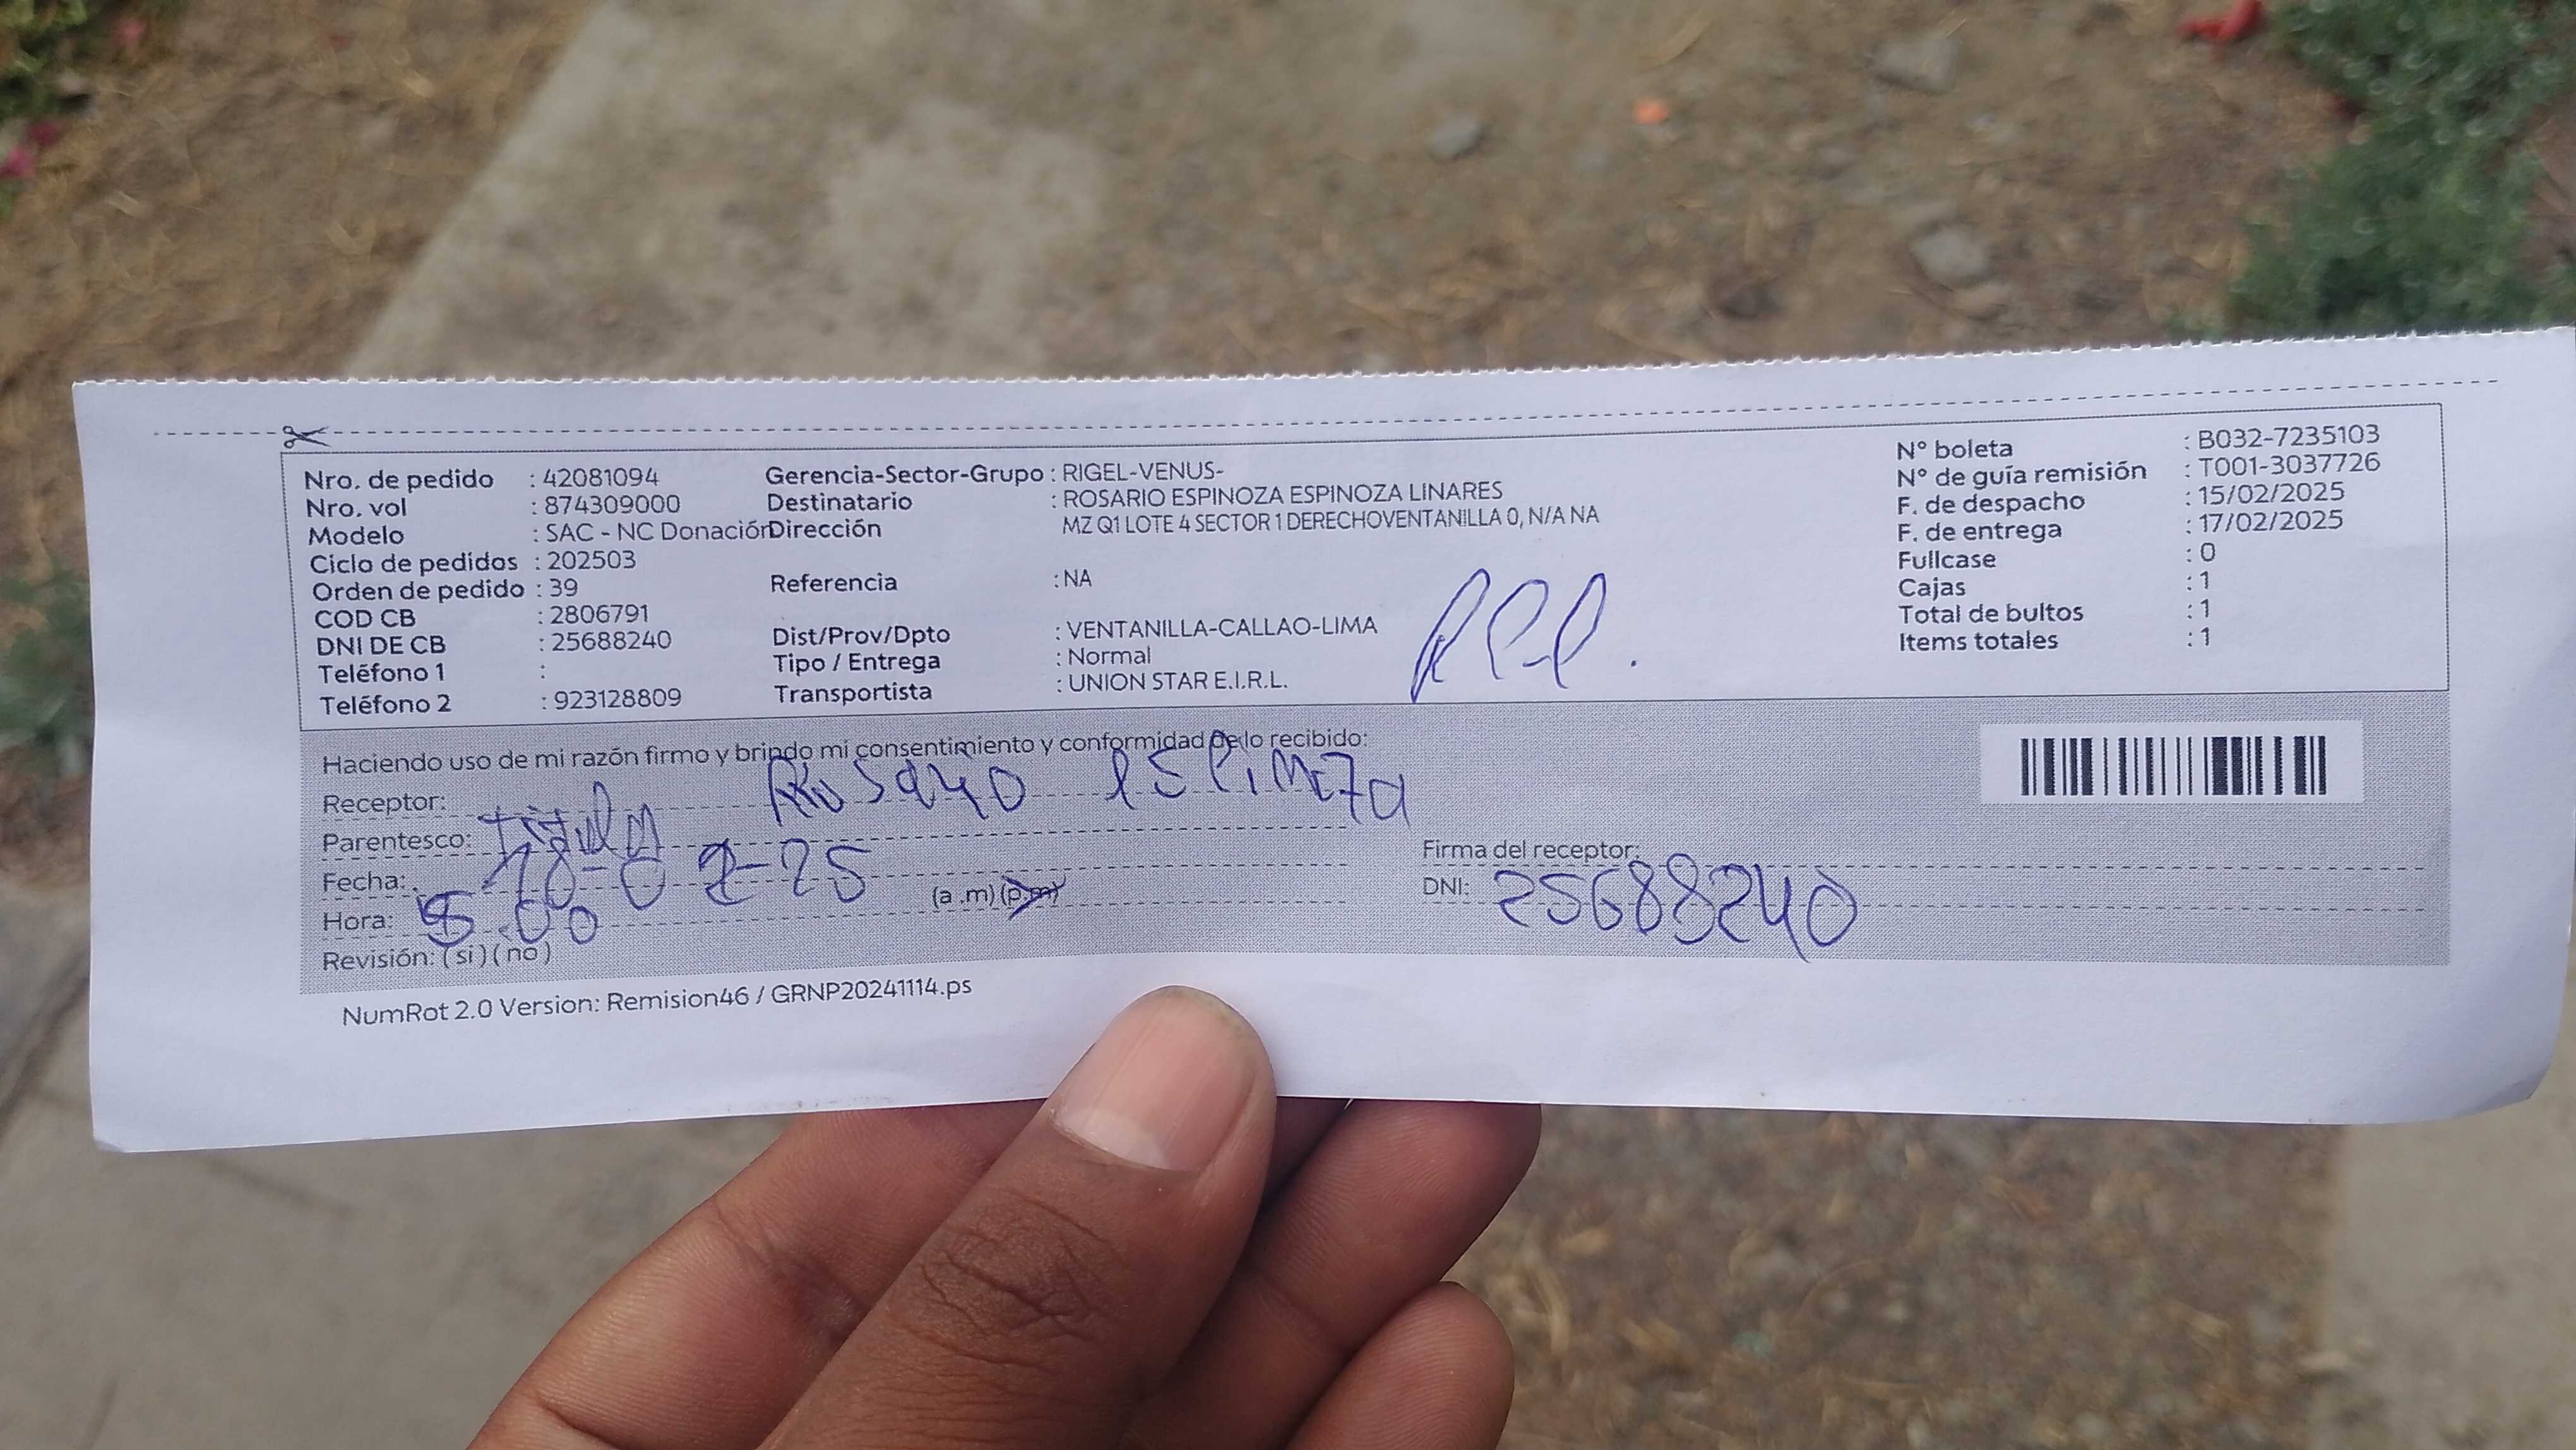 Nro. de pedido : 42081094
Nro. vol : 874309000
Modelo : SAC - NC Donación
Ciclo de pedidos : 202503
Orden de pedido : 39
COD CB : 2806791
DNI DE CB : 25688240
Teléfono 1 :
Teléfono 2 : 923128809
Gerencia-Sector-Grupo : RIGEL-VENUS-
Destinatario : ROSARIO ESPINOZA ESPINOZA LINARES
Dirección MZ Q1 LOTE 4 SECTOR 1 DERECHOVENTANILLA 0, N/A NA
Referencia : NA
Dist/Prov/Dpto : VENTANILLA-CALLAO-LIMA
Tipo / Entrega : Normal
Transportista : UNION STAR E.I.R.L.
N° boleta : B032-7235103
N° de guía remisión : T001-3037726
F. de despacho : 15/02/2025
F. de entrega : 17/02/2025
Fullcase : 0
Cajas : 1
Total de bultos : 1
Items totales : 1
Haciendo uso de mi razón firmo y brindo mi consentimiento y conformidad de lo recibido:
Receptor: Rosario
Parentesco:
Fecha:
Hora: (a .m) (p.m)
Revisión: ( si ) ( no )
Firma del receptor:
DNI: 25688240
NumRot 2.0 Version: Remision46 / GRNP20241114.ps